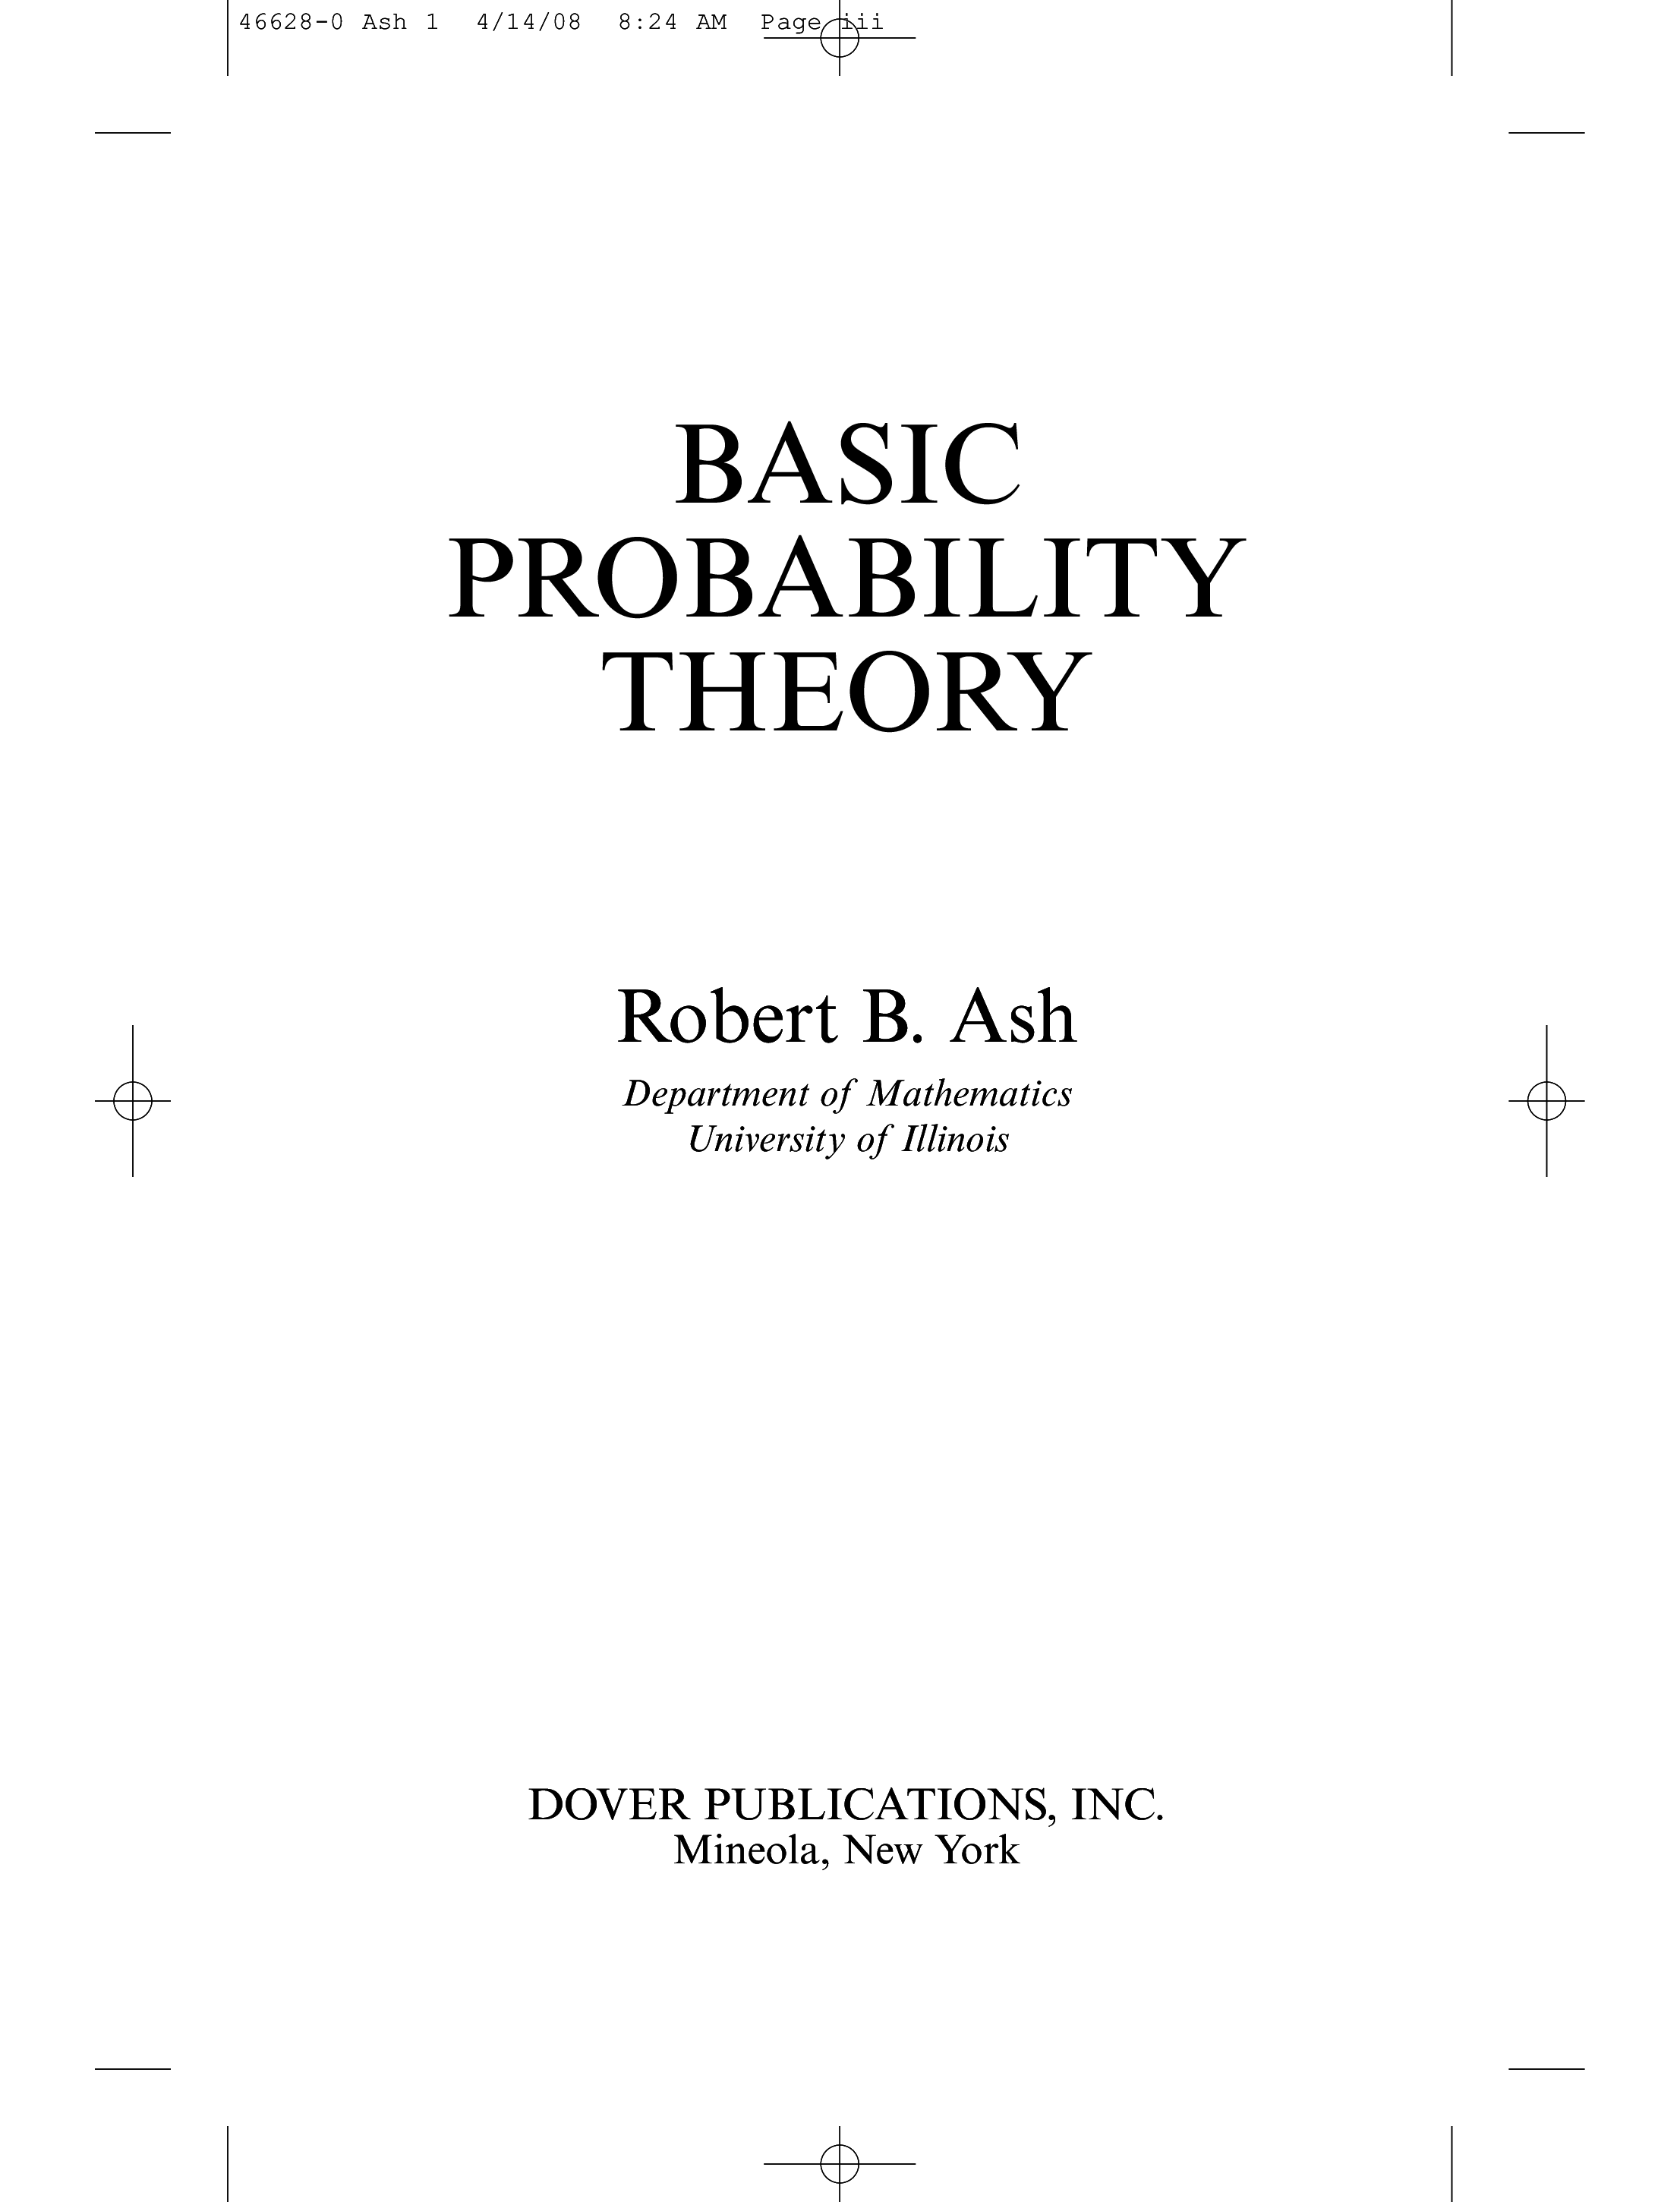 46628-0 Ash 1  4/14/08  8:24 AM  Page iii
BASIC
PROBABILITY
THEORY
Robert B. Ash
Department of Mathematics
University of Illinois
DOVER PUBLICATIONS, INC.
Mineola, New York